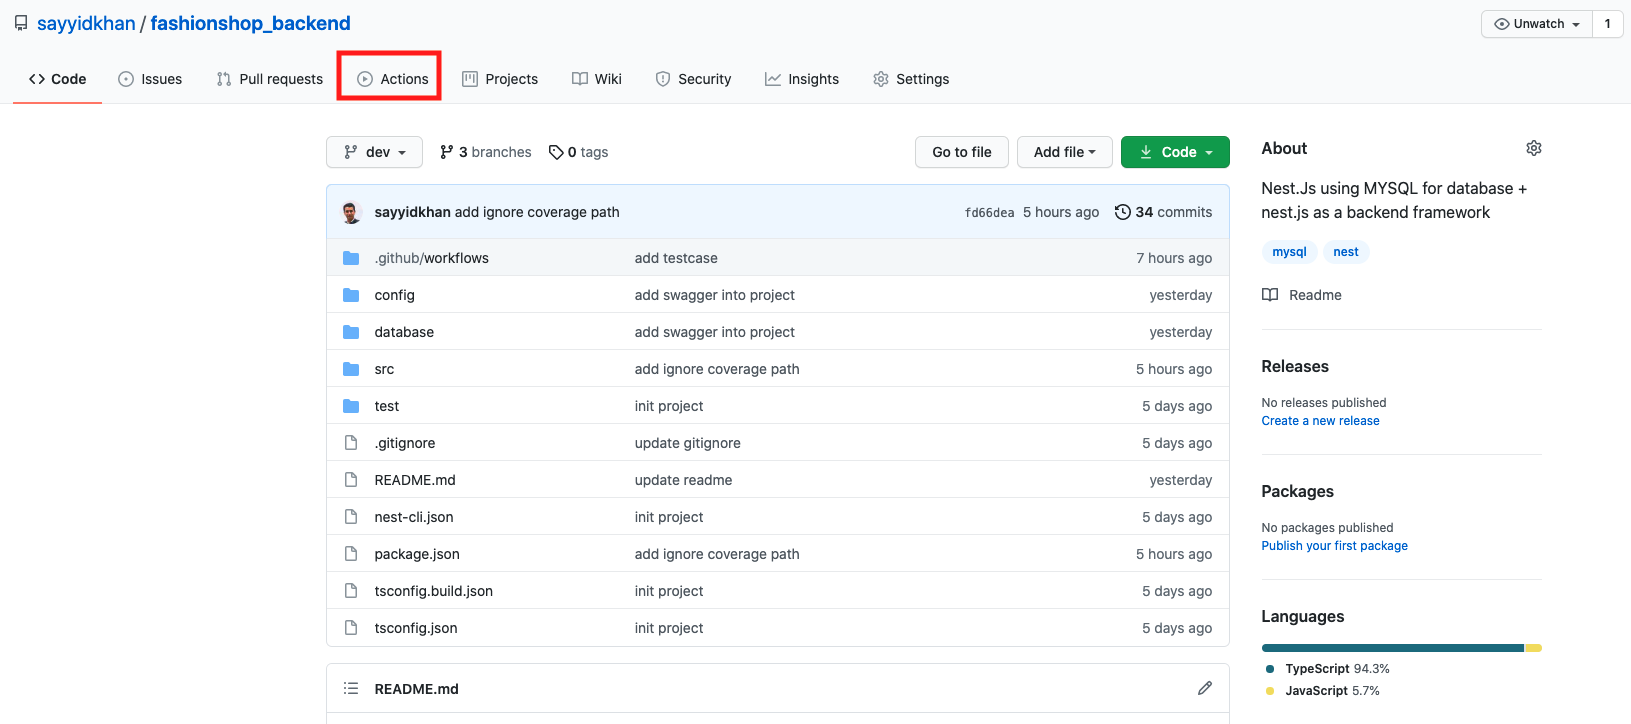 sayyidkhan / fashionshop_backend
Unwatch 1
Code Issues Pull requests Actions Projects Wiki Security Insights Settings
dev 3 branches 0 tags Go to file Add file Code
sayyidkhan add ignore coverage path fd66dea 5 hours ago 34 commits
.github/workflows add testcase 7 hours ago
config add swagger into project yesterday
database add swagger into project yesterday
src add ignore coverage path 5 hours ago
test init project 5 days ago
.gitignore update gitignore 5 days ago
README.md update readme yesterday
nest-cli.json init project 5 days ago
package.json add ignore coverage path 5 hours ago
tsconfig.build.json init project 5 days ago
tsconfig.json init project 5 days ago
README.md
About
Nest.Js using MYSQL for database +
nest.js as a backend framework
mysql nest
Readme
Releases
No releases published
Create a new release
Packages
No packages published
Publish your first package
Languages
TypeScript 94.3%
JavaScript 5.7%